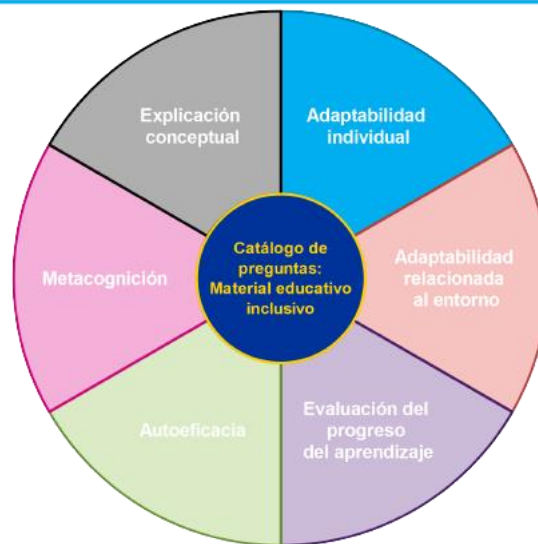 Explicación
conceptual
Adaptabilidad
individual
Metacognición
Catálogo de
preguntas:
Material educativo
inclusivo
Adaptabilidad
relacionada
al entorno
Autoeficacia
Evaluación del
progreso
del aprendizaje